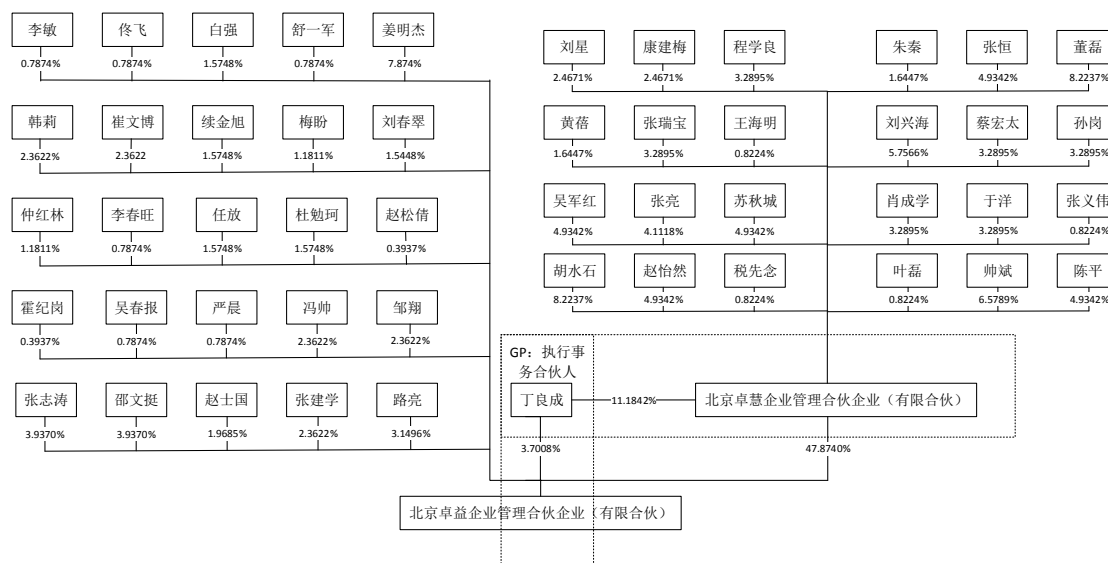 李敏 佟飞 白强 舒一军 姜明杰
0.7874% 0.7874% 1.5748% 0.7874% 7.874%
韩莉 崔文博 续金旭 梅盼 刘春翠
2.3622% 2.3622 1.5748% 1.1811% 1.5448%
仲红林 李春旺 任放 杜勉珂 赵松倩
1.1811% 0.7874% 1.5748% 1.5748% 0.3937%
霍纪岗 吴春报 严晨 冯帅 邹翔
0.3937% 0.7874% 0.7874% 2.3622% 2.3622%
张志涛 邵文挺 赵士国 张建学 路亮
3.9370% 3.9370% 1.9685% 2.3622% 3.1496%
刘星 康建梅 程学良 朱秦 张恒 董磊
2.4671% 2.4671% 3.2895% 1.6447% 4.9342% 8.2237%
黄蓓 张瑞宝 王海明 刘兴海 蔡宏太 孙岗
1.6447% 3.2895% 0.8224% 5.7566% 3.2895% 3.2895%
吴军红 张亮 苏秋城 肖成学 于洋 张义伟
4.9342% 4.1118% 4.9342% 3.2895% 3.2895% 0.8224%
胡水石 赵怡然 税先念 叶磊 帅斌 陈平
8.2237% 4.9342% 0.8224% 0.8224% 6.5789% 4.9342%
GP：执行事
务合伙人
丁良成 11.1842% 北京卓慧企业管理合伙企业（有限合伙）
3.7008% 47.8740%
北京卓益企业管理合伙企业（有限合伙）